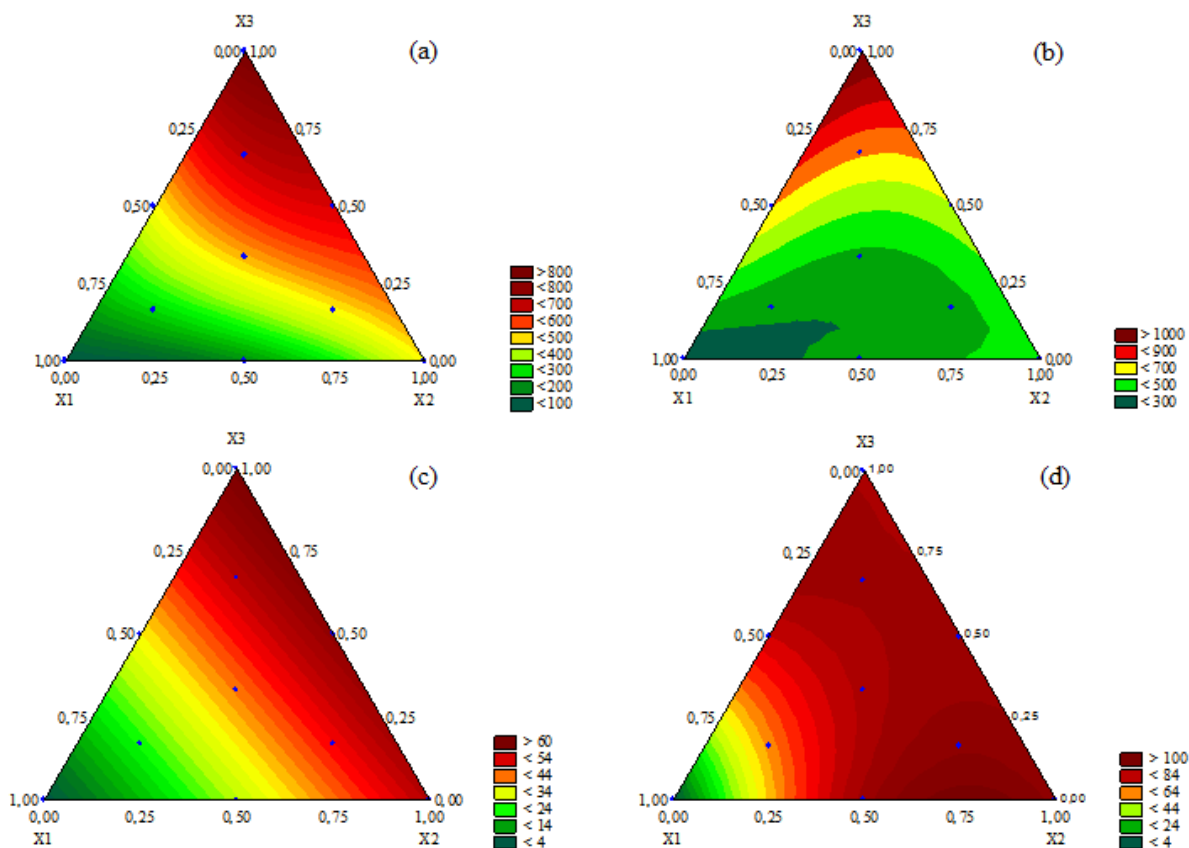 X3
(a)
0,00 1,00
0,25 0,75
0,50 0,50
0,75 0,25
1,00 0,00
0,00 0,25 0,50 0,75 1,00
X1 X2
>800
<800
<700
<600
<500
<400
<300
<200
<100
X3
(b)
0,00 1,00
0,25 0,75
0,50 0,50
0,75 0,25
1,00 0,00
0,00 0,25 0,50 0,75 1,00
X1 X2
> 1000
< 900
< 700
< 500
< 300
X3
(c)
0,00 1,00
0,25 0,75
0,50 0,50
0,75 0,25
1,00 0,00
0,00 0,25 0,50 0,75 1,00
X1 X2
> 60
< 54
< 44
< 34
< 24
< 14
< 4
X3
(d)
0,00 1,00
0,25 0,75
0,50 0,50
0,75 0,25
1,00 0,00
0,00 0,25 0,50 0,75 1,00
X1 X2
> 100
< 84
< 64
< 44
< 24
< 4